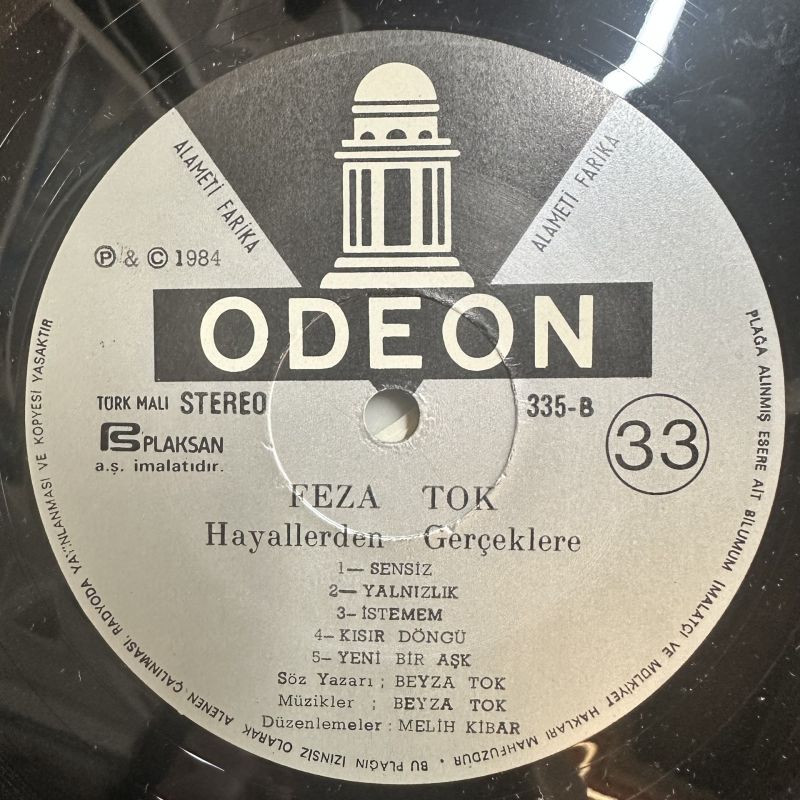 ALAMETİ FARİKA
ALAMETİ FARİKA
Ⓟ & © 1984
ODEON
TÜRK MALI STEREO
335-B
33
PLAKSAN
a.ş. imalatıdır.
FEZA TOK
Hayallerden Gerçeklere
1— SENSİZ
2— YALNIZLIK
3— İSTEMEM
4— KISIR DÖNGÜ
5— YENİ BİR AŞK
Söz Yazarı ; BEYZA TOK
Müzikler ; BEYZA TOK
Düzenlemeler : MELİH KİBAR
PLAĞA ALINMIŞ ESERE AİT BİLUMUM İMALATÇI VE MÜLKİYET HAKLARI MAHFUZDUR • BU PLAĞIN İZİNSİZ OLARAK ALENEN ÇALINMASI, RADYODA YAYINLANMASI VE KOPYESİ YASAKTIR